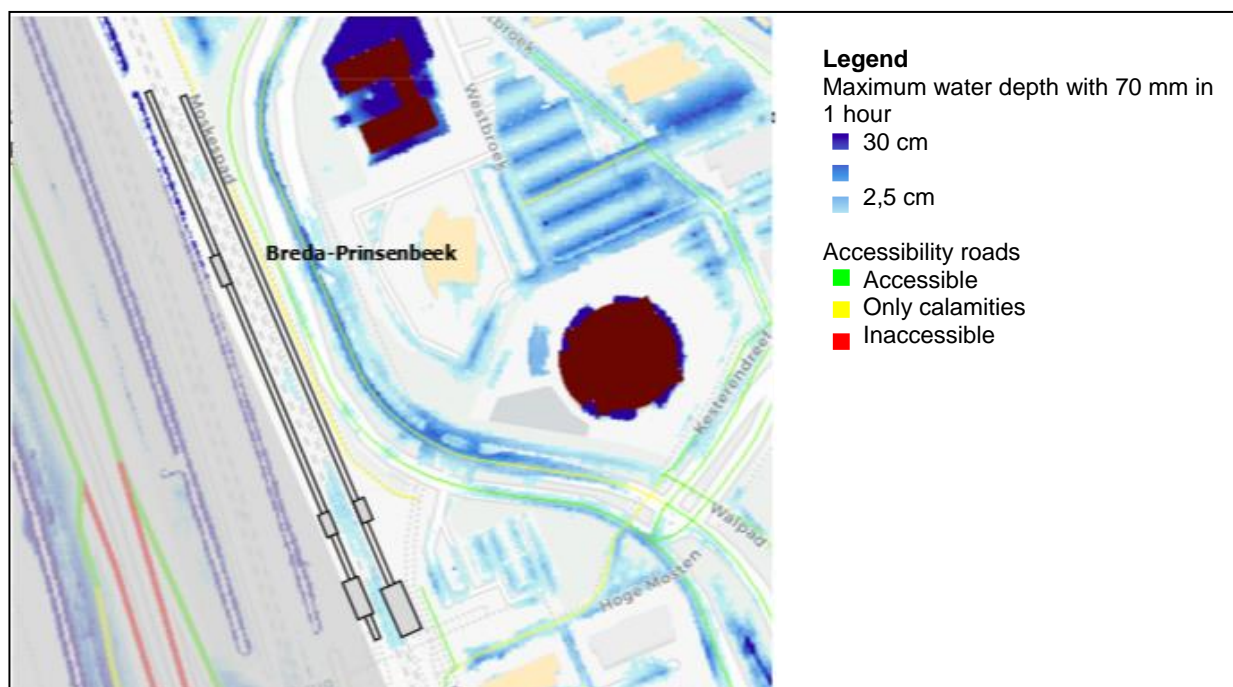 Moskespad
Westbroek
Breda-Prinsenbeek
Kesterendreef
Walpad
Hoge Mosten
Legend
Maximum water depth with 70 mm in
1 hour
30 cm
2,5 cm
Accessibility roads
Accessible
Only calamities
Inaccessible